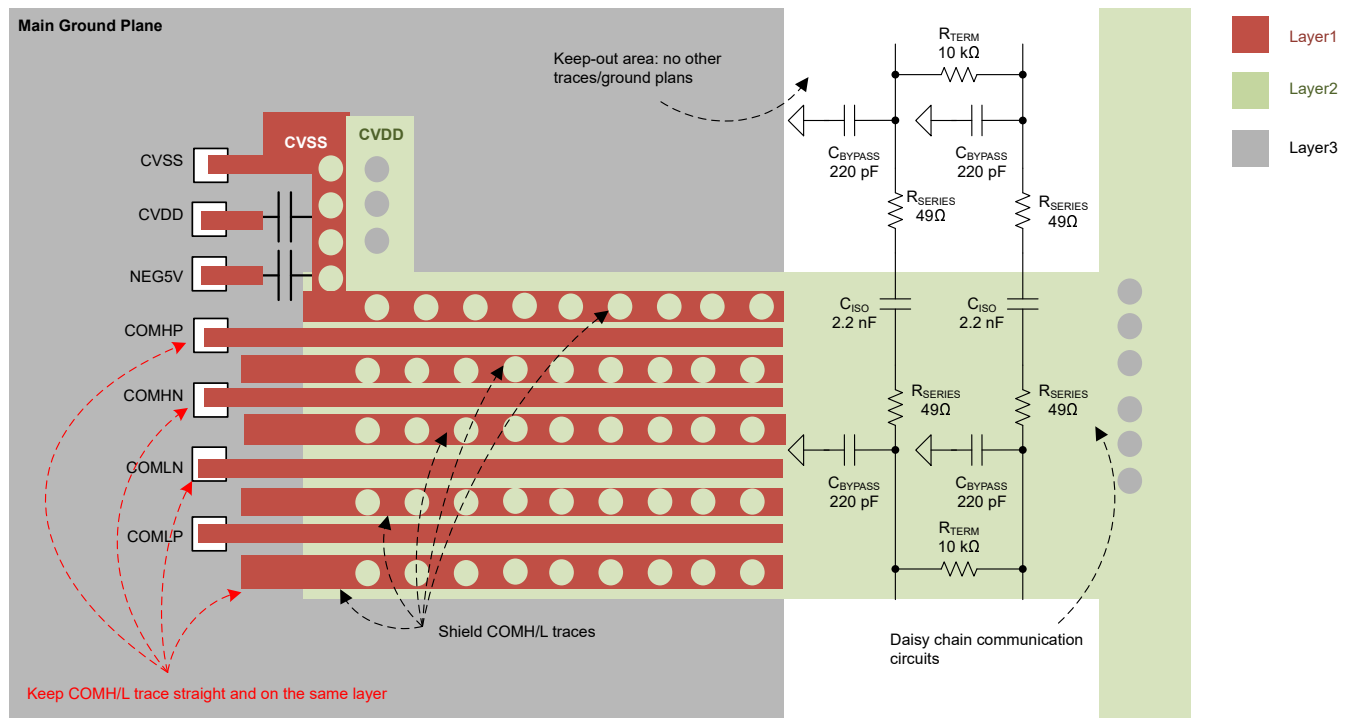 Main Ground Plane
Layer1
Layer2
Layer3
Keep-out area: no other
traces/ground plans
RTERM
10 kΩ
CBYPASS
220 pF
CBYPASS
220 pF
RSERIES
49Ω
RSERIES
49Ω
CISO
2.2 nF
CISO
2.2 nF
RSERIES
49Ω
RSERIES
49Ω
CBYPASS
220 pF
CBYPASS
220 pF
RTERM
10 kΩ
CVSS
CVDD
CVSS
CVDD
NEG5V
COMHP
COMHN
COMLN
COMLP
Shield COMH/L traces
Daisy chain communication
circuits
Keep COMH/L trace straight and on the same layer